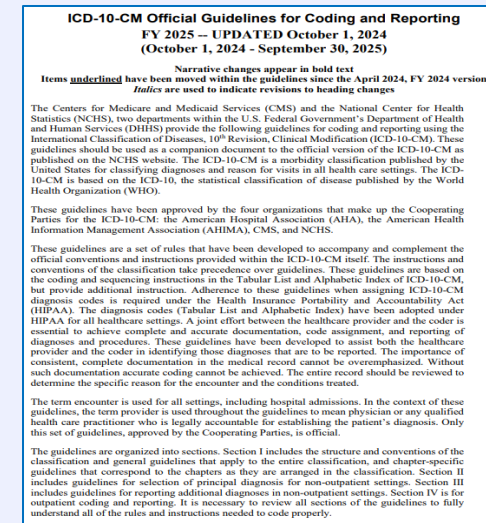 ICD-10-CM Official Guidelines for Coding and Reporting
FY 2025 -- UPDATED October 1, 2024
(October 1, 2024 - September 30, 2025)
Narrative changes appear in bold text
Items underlined have been moved within the guidelines since the April 2024, FY 2024 version
Italics are used to indicate revisions to heading changes
The Centers for Medicare and Medicaid Services (CMS) and the National Center for Health
Statistics (NCHS), two departments within the U.S. Federal Government's Department of Health
and Human Services (DHHS) provide the following guidelines for coding and reporting using the
International Classification of Diseases, 10th Revision, Clinical Modification (ICD-10-CM). These
guidelines should be used as a companion document to the official version of the ICD-10-CM as
published on the NCHS website. The ICD-10-CM is a morbidity classification published by the
United States for classifying diagnoses and reason for visits in all health care settings. The ICD-
10-CM is based on the ICD-10, the statistical classification of disease published by the World
Health Organization (WHO).
These guidelines have been approved by the four organizations that make up the Cooperating
Parties for the ICD-10-CM: the American Hospital Association (AHA), the American Health
Information Management Association (AHIMA), CMS, and NCHS.
These guidelines are a set of rules that have been developed to accompany and complement the
official conventions and instructions provided within the ICD-10-CM itself. The instructions and
conventions of the classification take precedence over guidelines. These guidelines are based on
the coding and sequencing instructions in the Tabular List and Alphabetic Index of ICD-10-CM,
but provide additional instruction. Adherence to these guidelines when assigning ICD-10-CM
diagnosis codes is required under the Health Insurance Portability and Accountability Act
(HIPAA). The diagnosis codes (Tabular List and Alphabetic Index) have been adopted under
HIPAA for all healthcare settings. A joint effort between the healthcare provider and the coder is
essential to achieve complete and accurate documentation, code assignment, and reporting of
diagnoses and procedures. These guidelines have been developed to assist both the healthcare
provider and the coder in identifying those diagnoses that are to be reported. The importance of
consistent, complete documentation in the medical record cannot be overemphasized. Without
such documentation accurate coding cannot be achieved. The entire record should be reviewed to
determine the specific reason for the encounter and the conditions treated.
The term encounter is used for all settings, including hospital admissions. In the context of these
guidelines, the term provider is used throughout the guidelines to mean physician or any qualified
health care practitioner who is legally accountable for establishing the patient's diagnosis. Only
this set of guidelines, approved by the Cooperating Parties, is official.
The guidelines are organized into sections. Section I includes the structure and conventions of the
classification and general guidelines that apply to the entire classification, and chapter-specific
guidelines that correspond to the chapters as they are arranged in the classification. Section II
includes guidelines for selection of principal diagnosis for non-outpatient settings. Section III
includes guidelines for reporting additional diagnoses in non-outpatient settings. Section IV is for
outpatient coding and reporting. It is necessary to review all sections of the guidelines to fully
understand all of the rules and instructions needed to code properly.